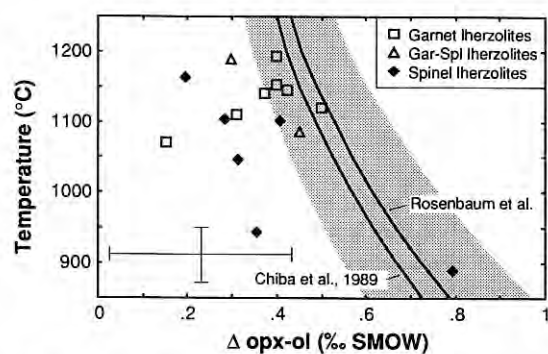 Garnet lherzolites
Gar-Spl lherzolites
Spinel lherzolites
Temperature (°C)
1200
1100
1000
900
Rosenbaum et al.
Chiba et al., 1989
0
.2
.4
.6
.8
1
Δ opx-ol (‰ SMOW)